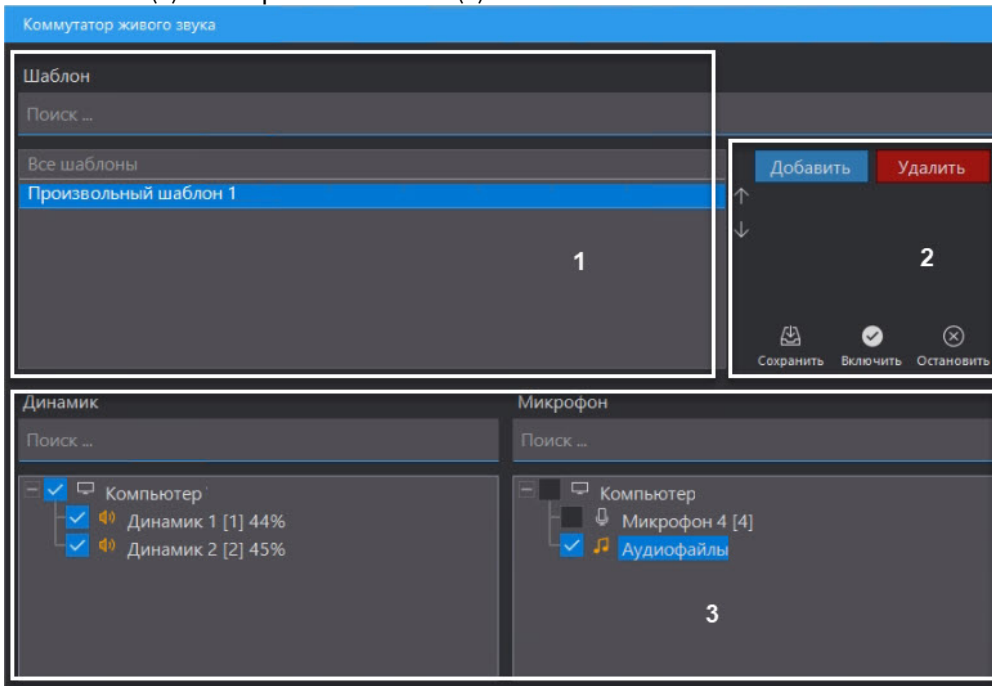 Коммутатор живого звука
Шаблон
Поиск ...
Все шаблоны
Произвольный шаблон 1
1
Добавить Удалить
2
Сохранить Включить Остановить
Динамик
Поиск ...
Компьютер
Динамик 1 [1] 44%
Динамик 2 [2] 45%
Микрофон
Поиск ...
Компьютер
Микрофон 4 [4]
Аудиофайлы
3